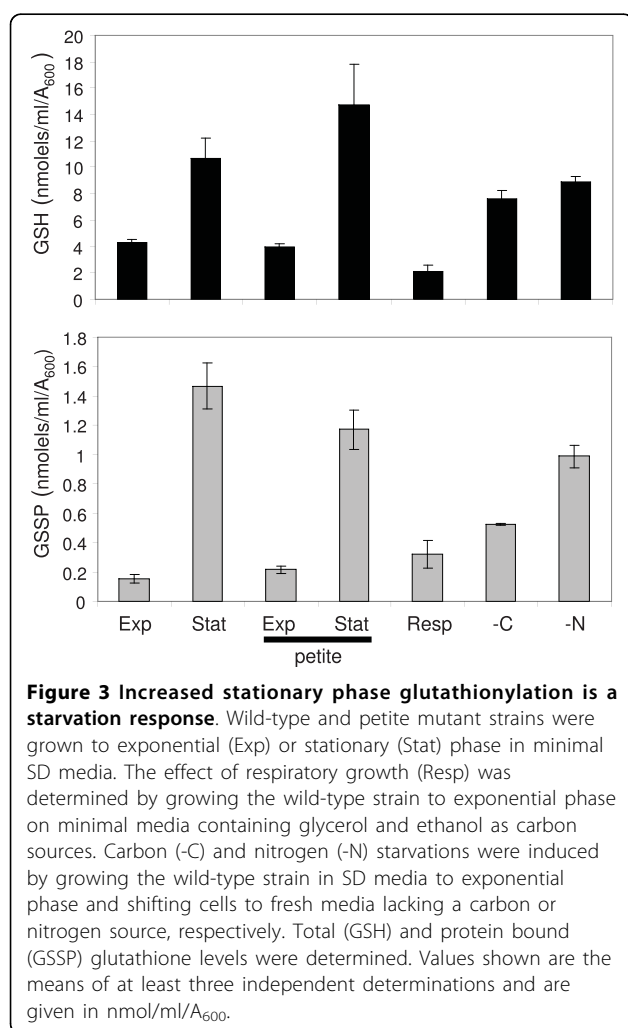 20
18
16
14
12
10
8
6
4
2
0
GSH (nmolels/ml/A600)
1.8
1.6
1.4
1.2
1
0.8
0.6
0.4
0.2
0
GSSP (nmolels/ml/A600)
Exp Stat Exp Stat Resp -C -N
petite
Figure 3 Increased stationary phase glutathionylation is a
starvation response. Wild-type and petite mutant strains were
grown to exponential (Exp) or stationary (Stat) phase in minimal
SD media. The effect of respiratory growth (Resp) was
determined by growing the wild-type strain to exponential phase
on minimal media containing glycerol and ethanol as carbon
sources. Carbon (-C) and nitrogen (-N) starvations were induced
by growing the wild-type strain in SD media to exponential
phase and shifting cells to fresh media lacking a carbon or
nitrogen source, respectively. Total (GSH) and protein bound
(GSSP) glutathione levels were determined. Values shown are the
means of at least three independent determinations and are
given in nmol/ml/A600.